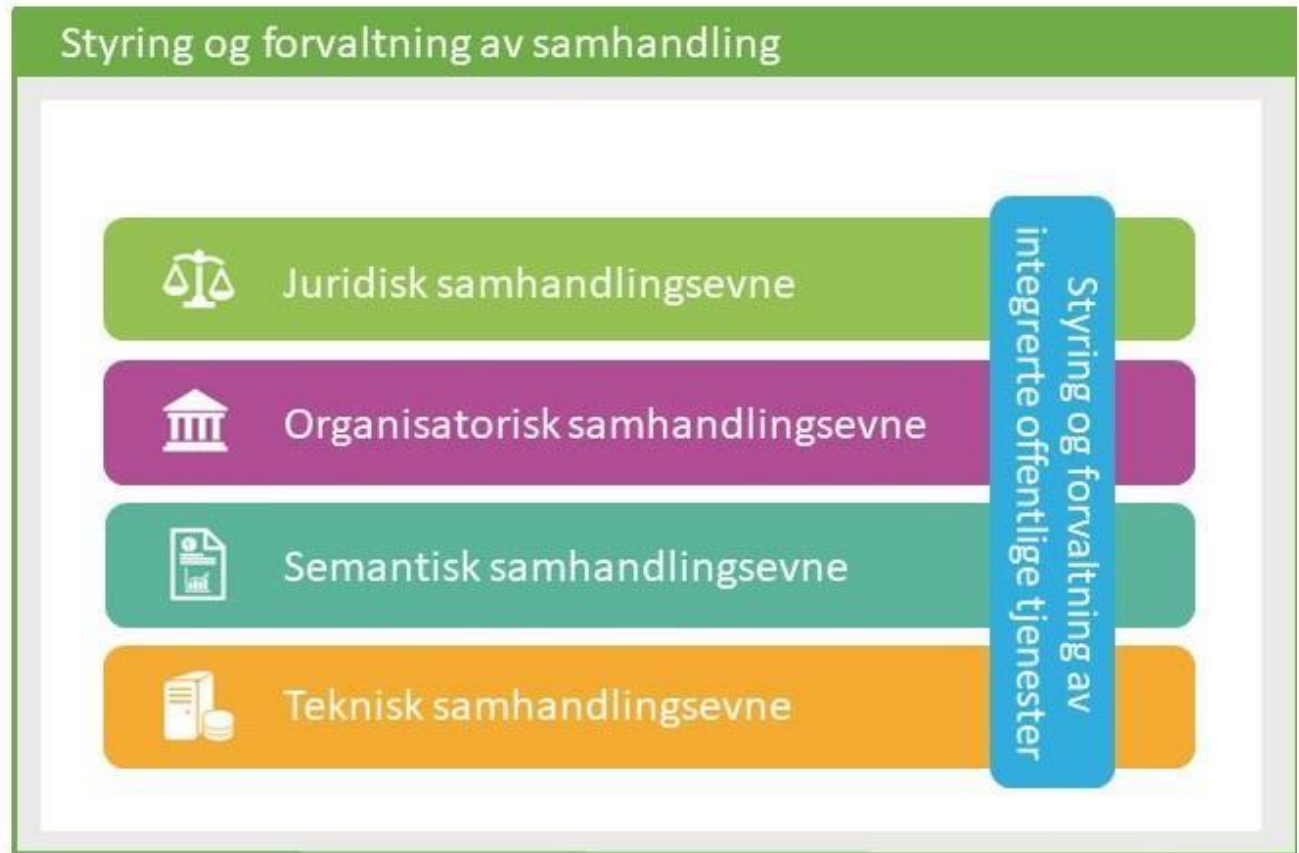 Styring og forvaltning av samhandling
Juridisk samhandlingsevne
Organisatorisk samhandlingsevne
Semantisk samhandlingsevne
Teknisk samhandlingsevne
Styring og forvaltning av
integrerte offentlige tjenester